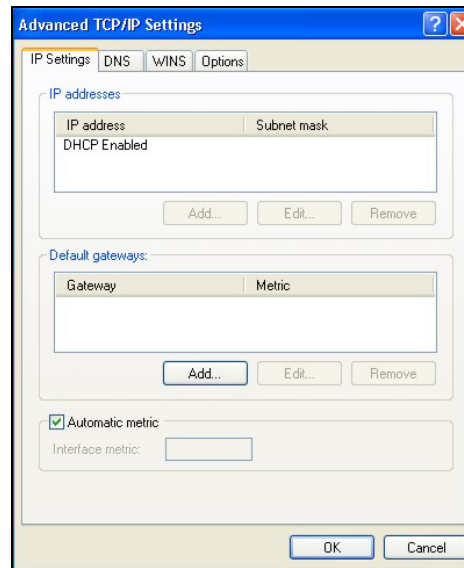 Advanced TCP/IP Settings
IP Settings DNS WINS Options
IP addresses
IP address Subnet mask
DHCP Enabled
Add... Edit... Remove
Default gateways:
Gateway Metric
Add... Edit... Remove
Automatic metric
Interface metric:
OK Cancel